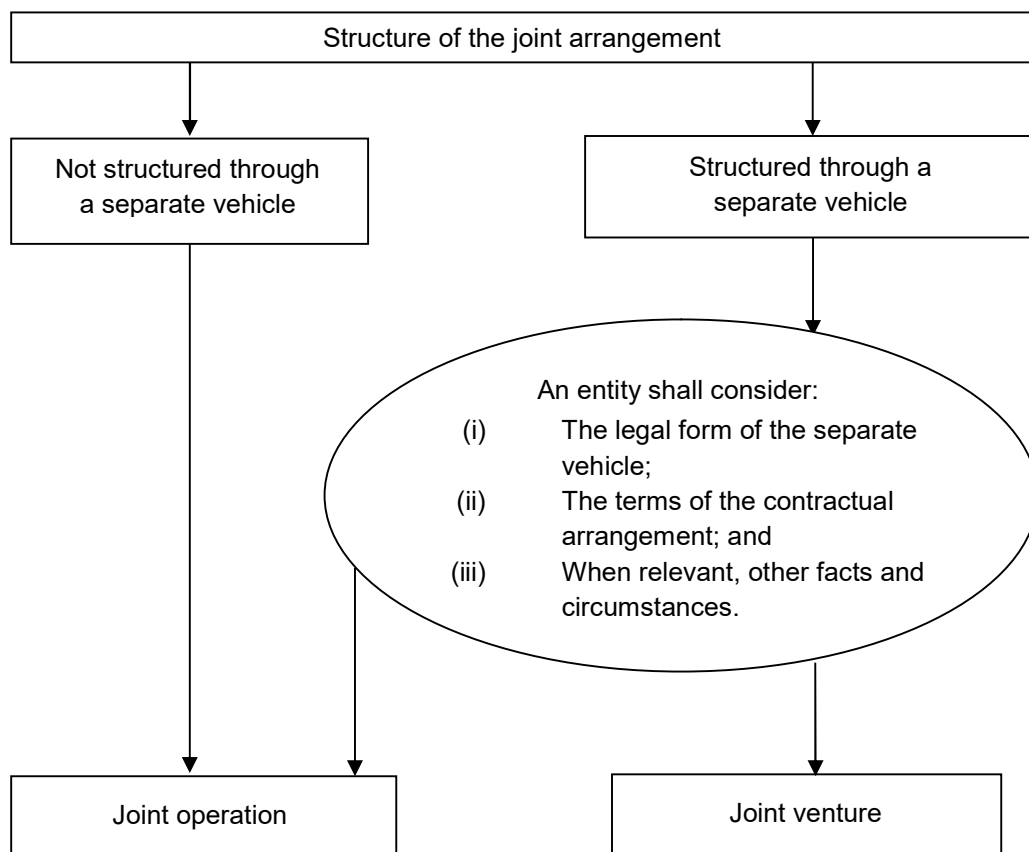 Structure of the joint arrangement
Not structured through
a separate vehicle
Structured through a
separate vehicle
An entity shall consider:
(i) The legal form of the separate
vehicle;
(ii) The terms of the contractual
arrangement; and
(iii) When relevant, other facts and
circumstances.
Joint operation
Joint venture